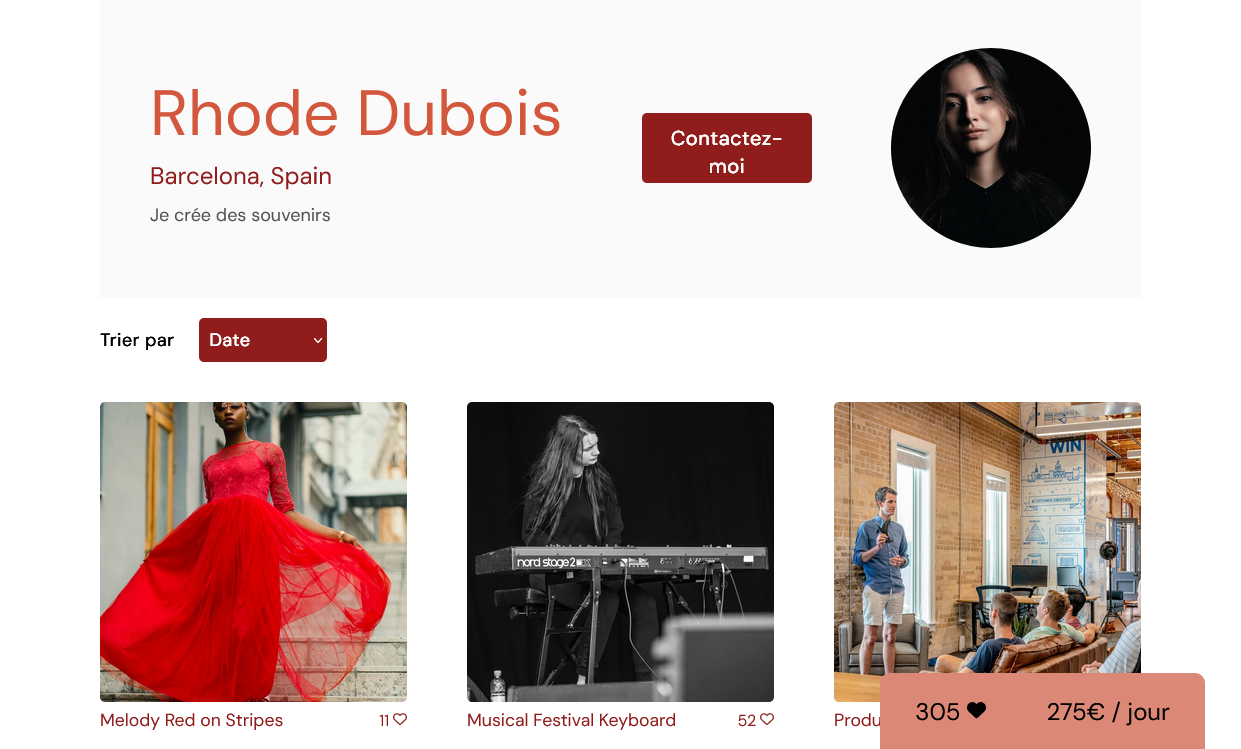 Rhode Dubois
Barcelona, Spain
Je crée des souvenirs
Contactez-
moi
Trier par
Date
WIN
nord stage 2 EX
Melody Red on Stripes
11
Musical Festival Keyboard
52
Produ
305
275€ / jour